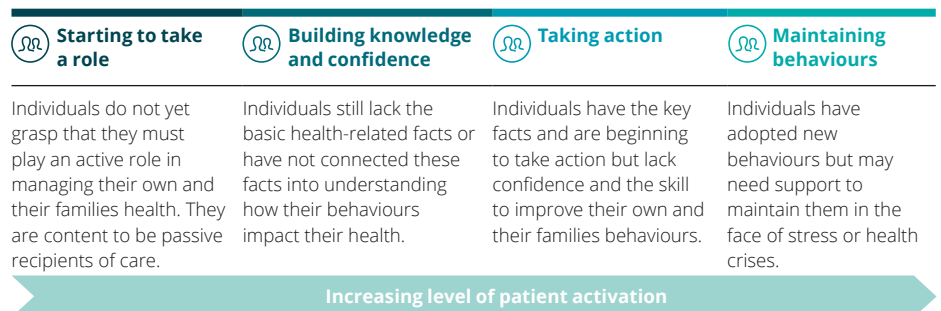 Starting to take
a role
Building knowledge
and confidence
Taking action
Maintaining
behaviours
Individuals do not yet
grasp that they must
play an active role in
managing their own and
their families health. They
are content to be passive
recipients of care.
Individuals still lack the
basic health-related facts or
have not connected these
facts into understanding
how their behaviours
impact their health.
Individuals have the key
facts and are beginning
to take action but lack
confidence and the skill
to improve their own and
their families behaviours.
Individuals have
adopted new
behaviours but may
need support to
maintain them in the
face of stress or health
crises.
Increasing level of patient activation